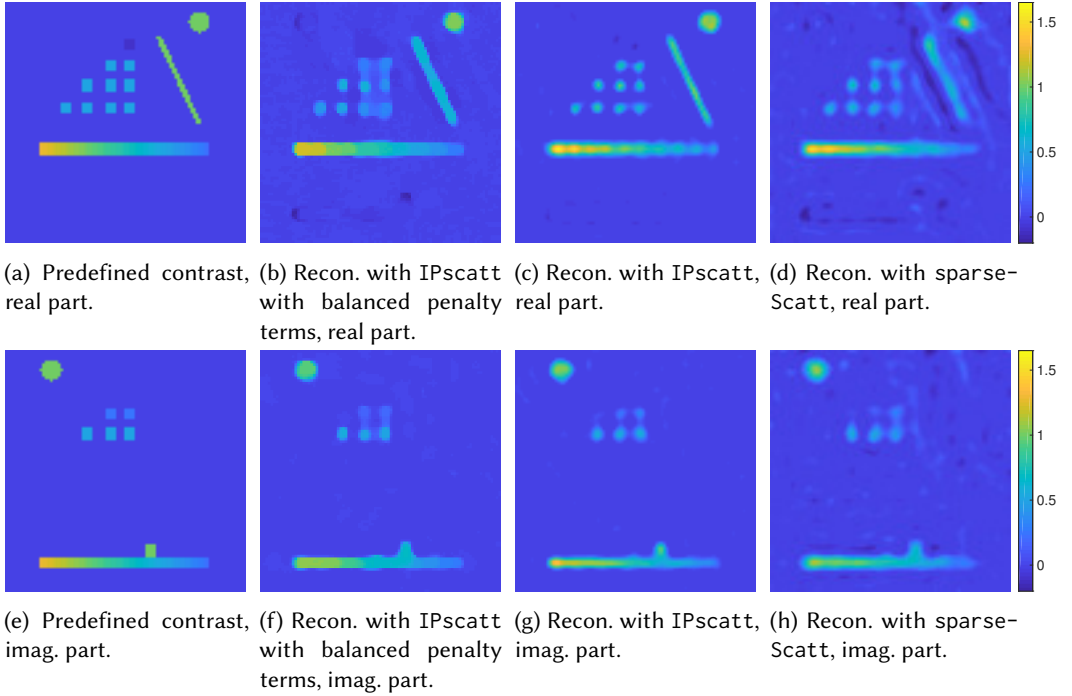 1.5
1
0.5
0
(a) Predefined contrast,
real part.
(b) Recon. with IPscatt
with balanced penalty
terms, real part.
(c) Recon. with IPscatt,
real part.
(d) Recon. with sparse-
Scatt, real part.
1.5
1
0.5
0
(e) Predefined contrast,
imag. part.
(f) Recon. with IPscatt
with balanced penalty
terms, imag. part.
(g) Recon. with IPscatt,
imag. part.
(h) Recon. with sparse-
Scatt, imag. part.